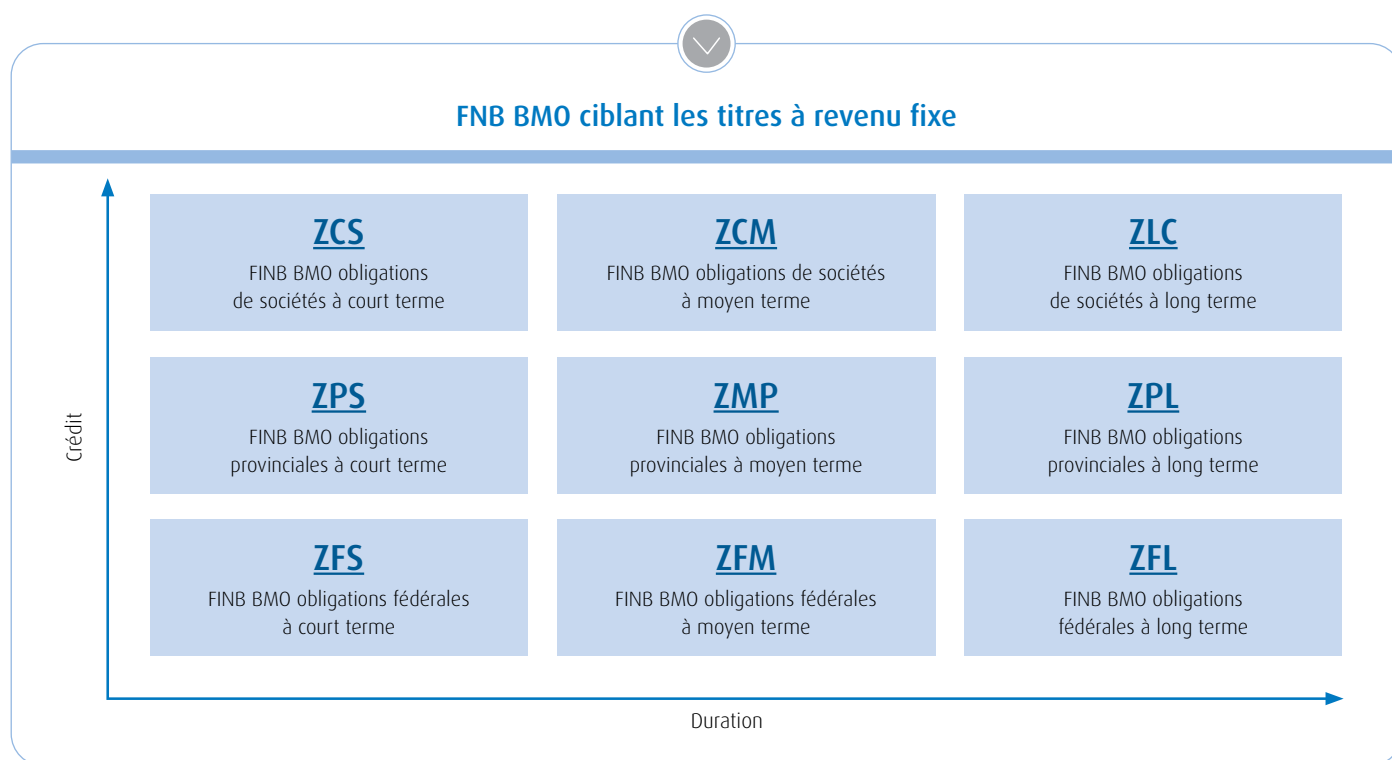 FNB BMO ciblant les titres à revenu fixe
Crédit
ZCS
FINB BMO obligations
de sociétés à court terme
ZCM
FINB BMO obligations de sociétés
à moyen terme
ZLC
FINB BMO obligations
de sociétés à long terme
ZPS
FINB BMO obligations
provinciales à court terme
ZMP
FINB BMO obligations
provinciales à moyen terme
ZPL
FINB BMO obligations
provinciales à long terme
ZFS
FINB BMO obligations fédérales
à court terme
ZFM
FINB BMO obligations fédérales
à moyen terme
ZFL
FINB BMO obligations
fédérales à long terme
Duration